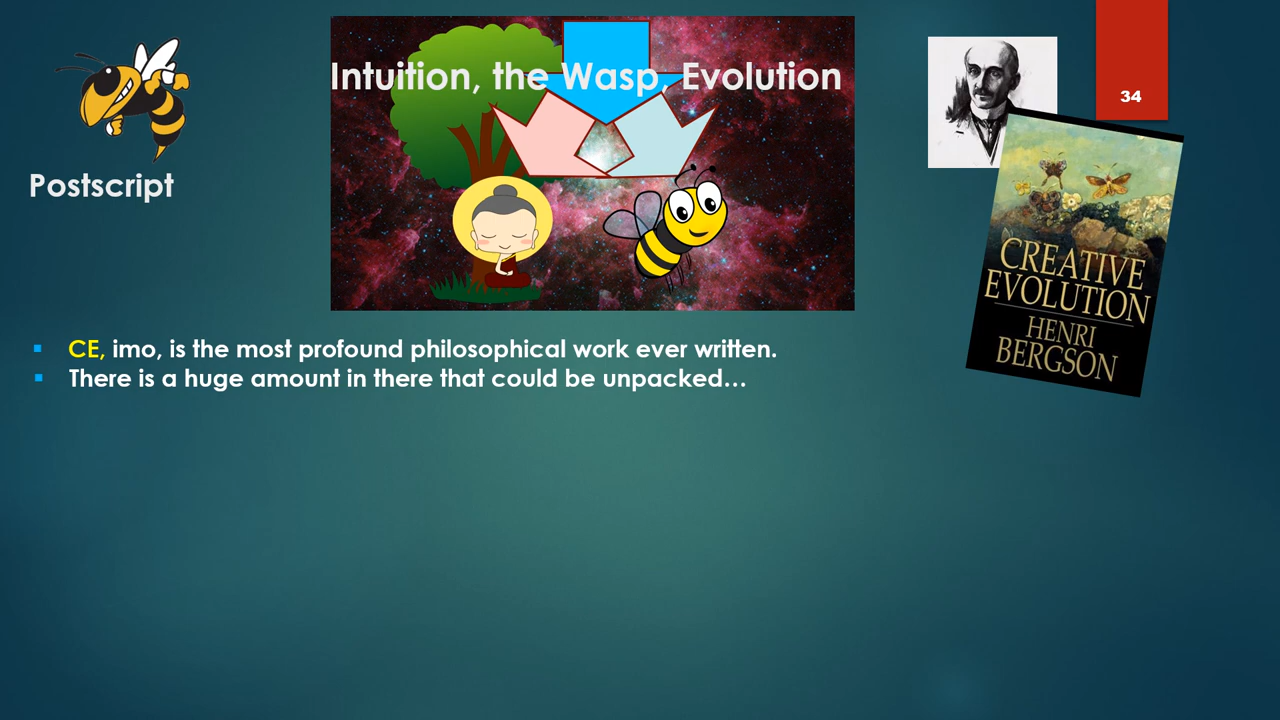 Intuition, the Wasp, Evolution
34
Postscript
CREATIVE
EVOLUTION
HENRI
BERGSON
▪ CE, imo, is the most profound philosophical work ever written.
▪ There is a huge amount in there that could be unpacked…